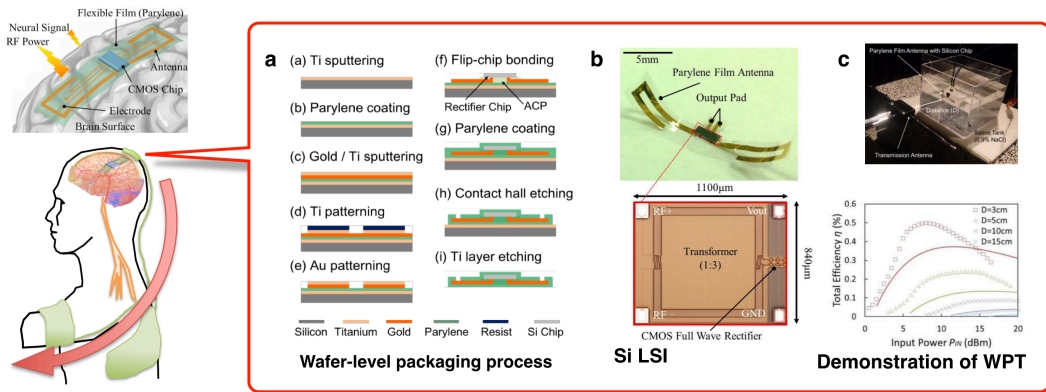 Flexible Film (Parylene)
Neural Signal
RF Power
Antenna
CMOS Chip
Electrode
Brain Surface
a
(a) Ti sputtering
(b) Parylene coating
(c) Gold / Ti sputtering
(d) Ti patterning
(e) Au patterning
(f) Flip-chip bonding
Rectifier Chip
ACP
(g) Parylene coating
(h) Contact hall etching
(i) Ti layer etching
Silicon
Titanium
Gold
Parylene
Resist
Si Chip
Wafer-level packaging process
b
5mm
Parylene Film Antenna
Output Pad
1100μm
RF+
Vout
Transformer
(1:3)
840μm
RF -
GND
CMOS Full Wave Rectifier
Si LSI
c
Parylene Film Antenna with Silicon Chip
Distance (D)
Saline Tank
(0.9% NaCl)
Transmission Antenna
Total Efficiency η (%)
0.6
0.5
0.4
0.3
0.2
0.1
0
D=3cm
D=5cm
D=10cm
D=15cm
0
5
10
15
20
Input Power PIN (dBm)
Demonstration of WPT